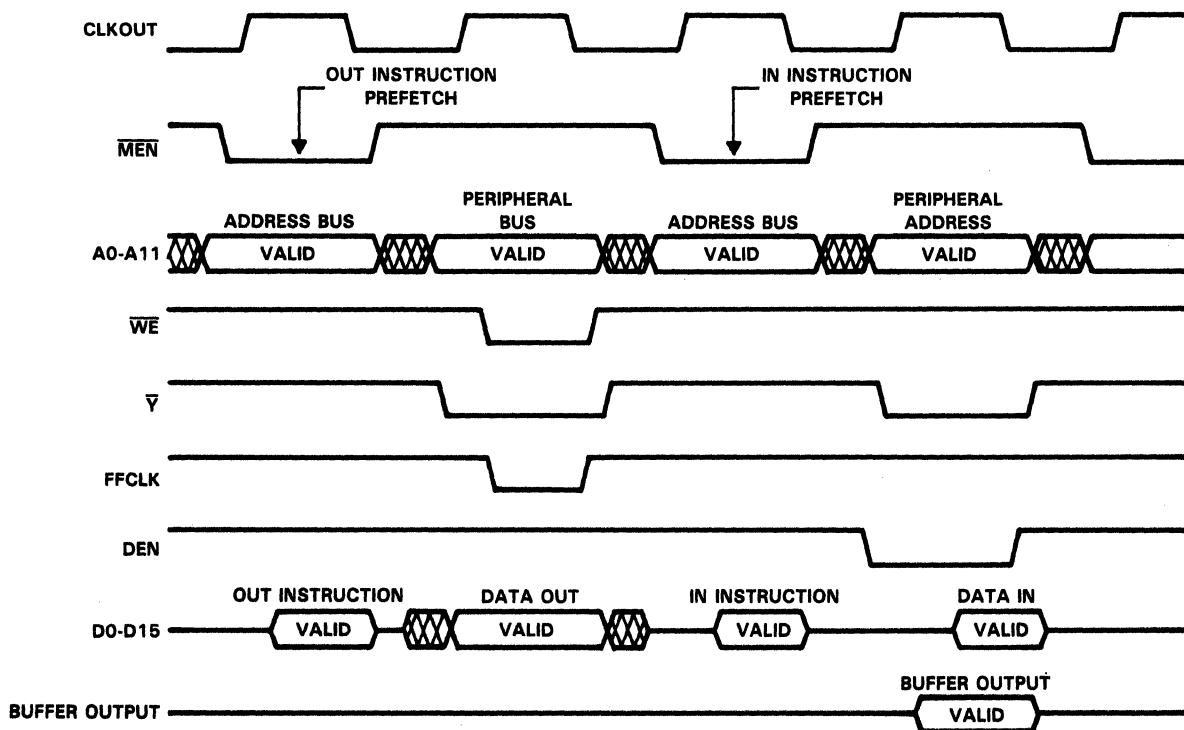 CLKOUT
OUT INSTRUCTION
PREFETCH
IN INSTRUCTION
PREFETCH
MEN
ADDRESS BUS
PERIPHERAL
BUS
ADDRESS BUS
PERIPHERAL
ADDRESS
A0-A11
VALID
VALID
VALID
VALID
WE
Y
FFCLK
DEN
OUT INSTRUCTION
DATA OUT
IN INSTRUCTION
DATA IN
D0-D15
VALID
VALID
VALID
VALID
BUFFER OUTPUT
BUFFER OUTPUT
VALID